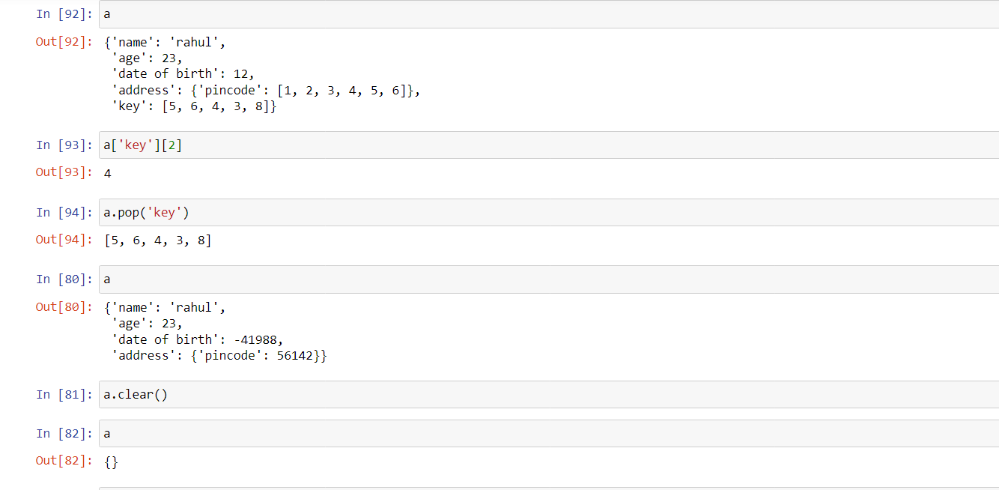 In [92]: a
Out[92]: {'name': 'rahul',
'age': 23,
'date of birth': 12,
'address': {'pincode': [1, 2, 3, 4, 5, 6]},
'key': [5, 6, 4, 3, 8]}
In [93]: a['key'][2]
Out[93]: 4
In [94]: a.pop('key')
Out[94]: [5, 6, 4, 3, 8]
In [80]: a
Out[80]: {'name': 'rahul',
'age': 23,
'date of birth': -41988,
'address': {'pincode': 56142}}
In [81]: a.clear()
In [82]: a
Out[82]: {}